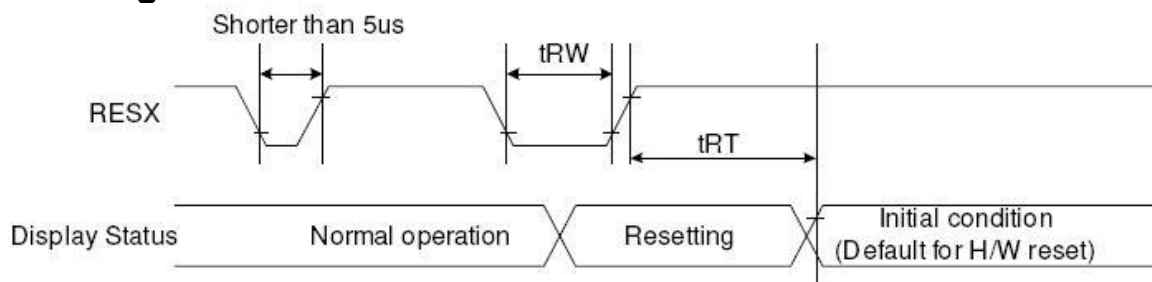 Shorter than 5us
tRW
RESX
tRT
Display Status
Normal operation
Resetting
Initial condition
(Default for H/W reset)